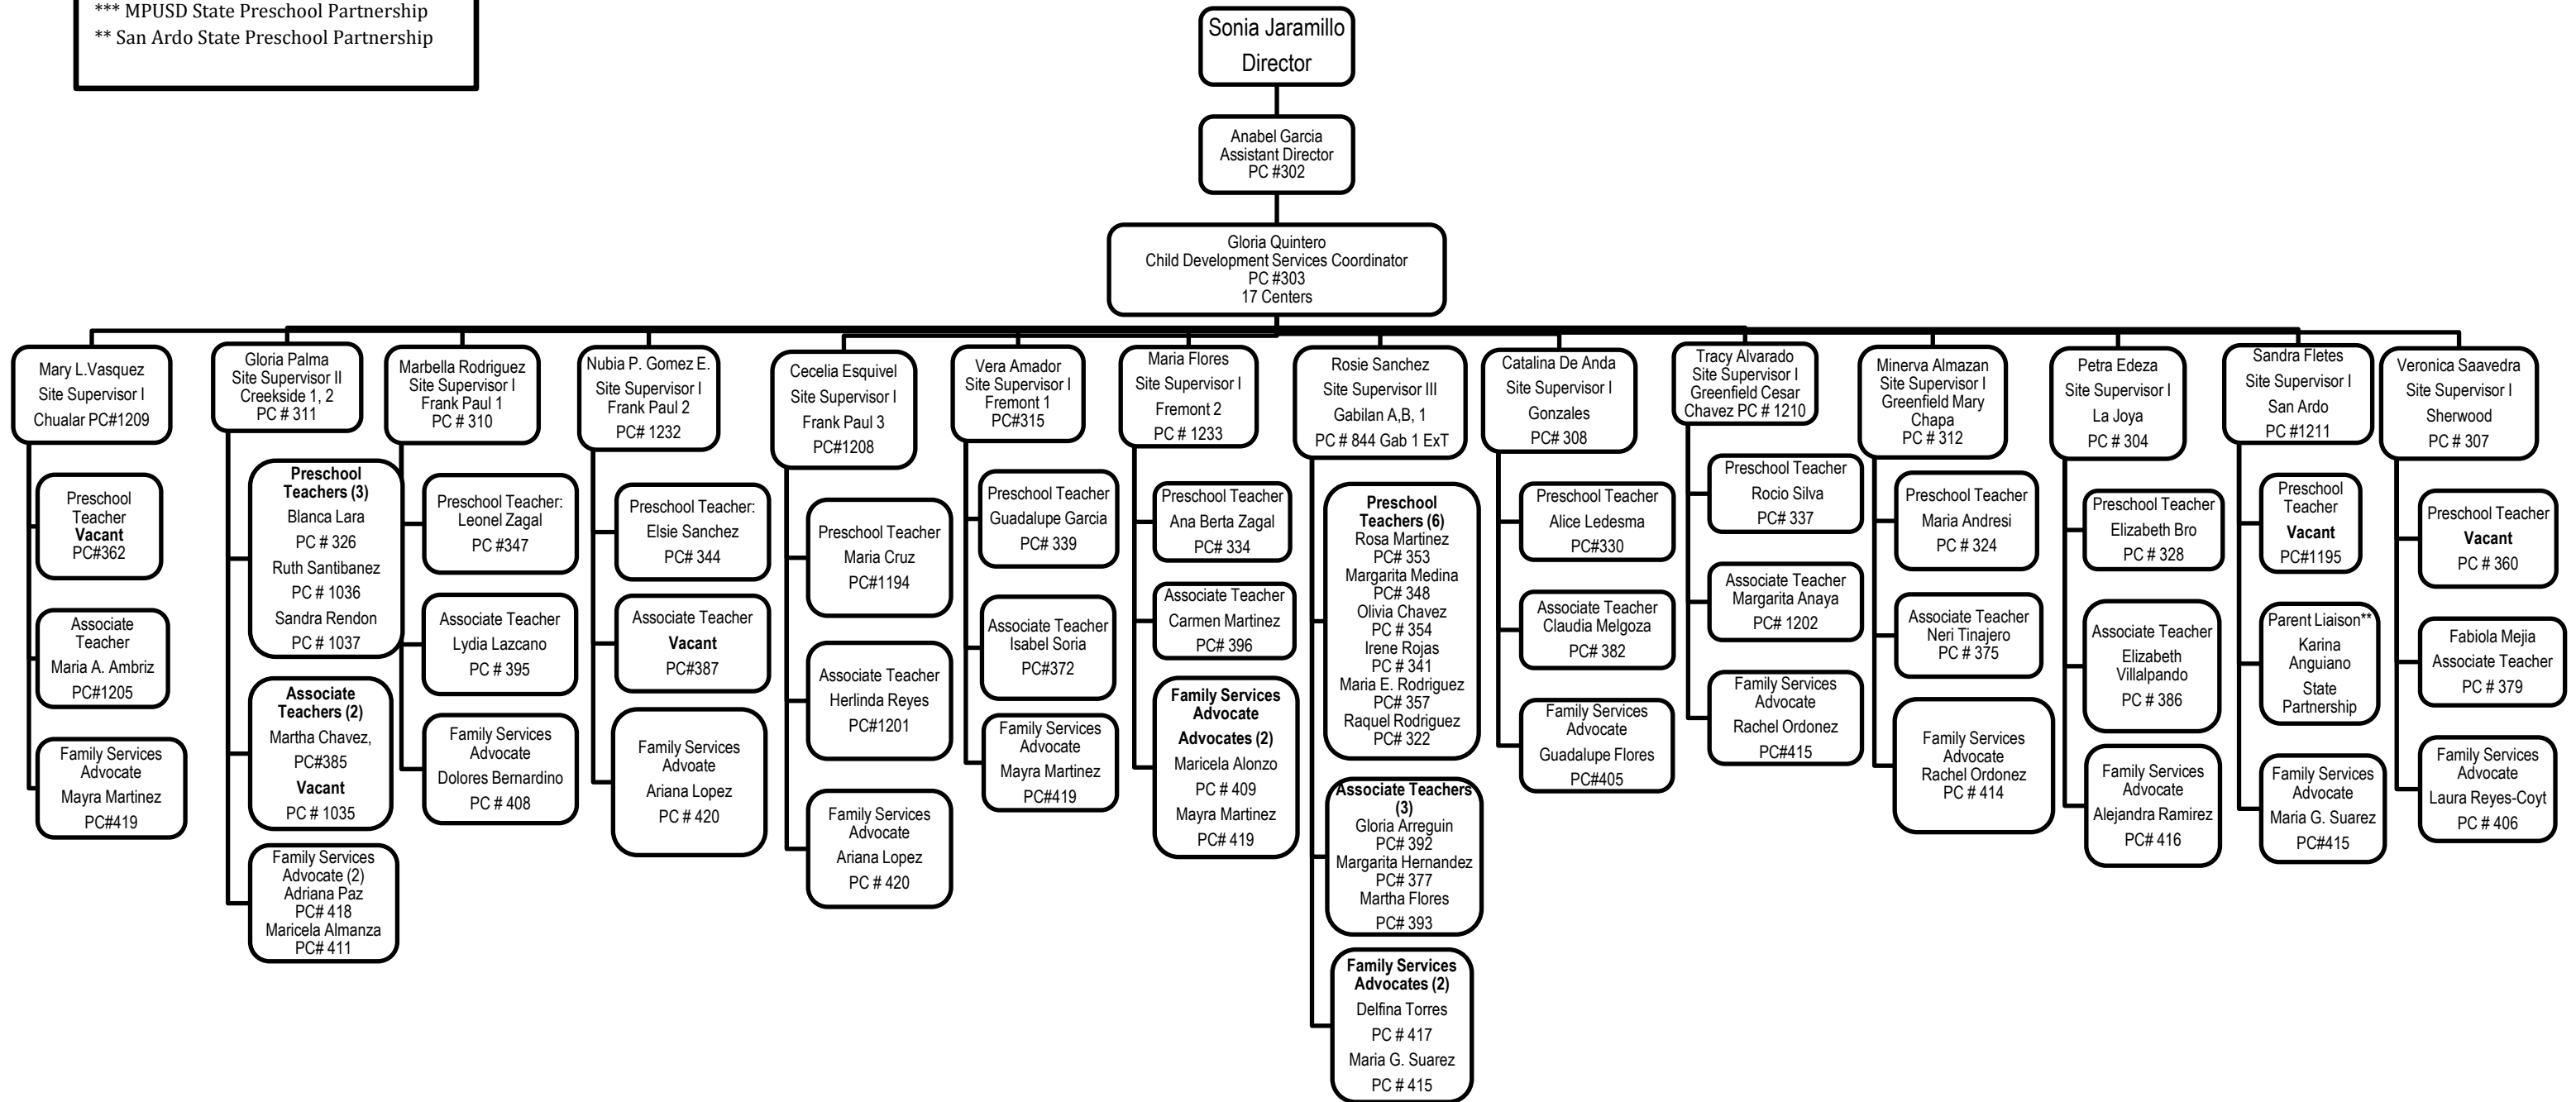 *** MPUSD State Preschool Partnership
** San Ardo State Preschool Partnership
Sonia Jaramillo
Director
Anabel Garcia
Assistant Director
PC #302
Gloria Quintero
Child Development Services Coordinator
PC #303
17 Centers
Mary L.Vasquez
Site Supervisor I
Chualar PC#1209
Preschool
Teacher
Vacant
PC#362
Associate
Teacher
Maria A. Ambriz
PC#1205
Family Services
Advocate
Mayra Martinez
PC#419
Gloria Palma
Site Supervisor II
Creekside 1, 2
PC # 311
Preschool
Teachers (3)
Blanca Lara
PC # 326
Ruth Santibanez
PC # 1036
Sandra Rendon
PC # 1037
Associate
Teachers (2)
Martha Chavez,
PC#385
Vacant
PC # 1035
Family Services
Advocate (2)
Adriana Paz
PC# 418
Maricela Almanza
PC# 411
Marbella Rodriguez
Site Supervisor I
Frank Paul 1
PC # 310
Preschool Teacher:
Leonel Zagal
PC #347
Associate Teacher
Lydia Lazcano
PC # 395
Family Services
Advocate
Dolores Bernardino
PC # 408
Nubia P. Gomez E.
Site Supervisor I
Frank Paul 2
PC# 1232
Preschool Teacher:
Elsie Sanchez
PC# 344
Associate Teacher
Vacant
PC#387
Family Services
Advoate
Ariana Lopez
PC # 420
Cecelia Esquivel
Site Supervisor I
Frank Paul 3
PC#1208
Preschool Teacher
Maria Cruz
PC#1194
Associate Teacher
Herlinda Reyes
PC#1201
Family Services
Advocate
Ariana Lopez
PC # 420
Vera Amador
Site Supervisor I
Fremont 1
PC#315
Preschool Teacher
Guadalupe Garcia
PC# 339
Associate Teacher
Isabel Soria
PC#372
Family Services
Advocate
Mayra Martinez
PC#419
Maria Flores
Site Supervisor I
Fremont 2
PC # 1233
Preschool Teacher
Ana Berta Zagal
PC# 334
Associate Teacher
Carmen Martinez
PC# 396
Family Services
Advocate
Advocates (2)
Maricela Alonzo
PC # 409
Mayra Martinez
PC# 419
Rosie Sanchez
Site Supervisor III
Gabilan A,B, 1
PC # 844 Gab 1 ExT
Preschool
Teachers (6)
Rosa Martinez
PC# 353
Margarita Medina
PC# 348
Olivia Chavez
PC # 354
Irene Rojas
PC # 341
Maria E. Rodriguez
PC# 357
Raquel Rodriguez
PC# 322
Associate Teachers
(3)
Gloria Arreguin
PC# 392
Margarita Hernandez
PC# 377
Martha Flores
PC# 393
Family Services
Advocates (2)
Delfina Torres
PC # 417
Maria G. Suarez
PC # 415
Catalina De Anda
Site Supervisor I
Gonzales
PC# 308
Preschool Teacher
Alice Ledesma
PC#330
Associate Teacher
Claudia Melgoza
PC# 382
Family Services
Advocate
Guadalupe Flores
PC#405
Tracy Alvarado
Site Supervisor I
Greenfield Cesar
Chavez PC # 1210
Preschool Teacher
Rocio Silva
PC# 337
Associate Teacher
Margarita Anaya
PC# 1202
Family Services
Advocate
Rachel Ordonez
PC#415
Minerva Almazan
Site Supervisor I
Greenfield Mary
Chapa
PC # 312
Preschool Teacher
Maria Andresi
PC # 324
Associate Teacher
Neri Tinajero
PC # 375
Family Services
Advocate
Rachel Ordonez
PC # 414
Petra Edeza
Site Supervisor I
La Joya
PC # 304
Preschool Teacher
Elizabeth Bro
PC # 328
Associate Teacher
Elizabeth
Villalpando
PC # 386
Family Services
Advocate
Alejandra Ramirez
PC# 416
Sandra Fletes
Site Supervisor I
San Ardo
PC #1211
Preschool
Teacher
Vacant
PC#1195
Parent Liaison**
Karina
Anguiano
State
Partnership
Family Services
Advocate
Maria G. Suarez
PC#415
Veronica Saavedra
Site Supervisor I
Sherwood
PC # 307
Preschool Teacher
Vacant
PC # 360
Fabiola Mejia
Associate Teacher
PC # 379
Family Services
Advocate
Laura Reyes-Coyt
PC # 406